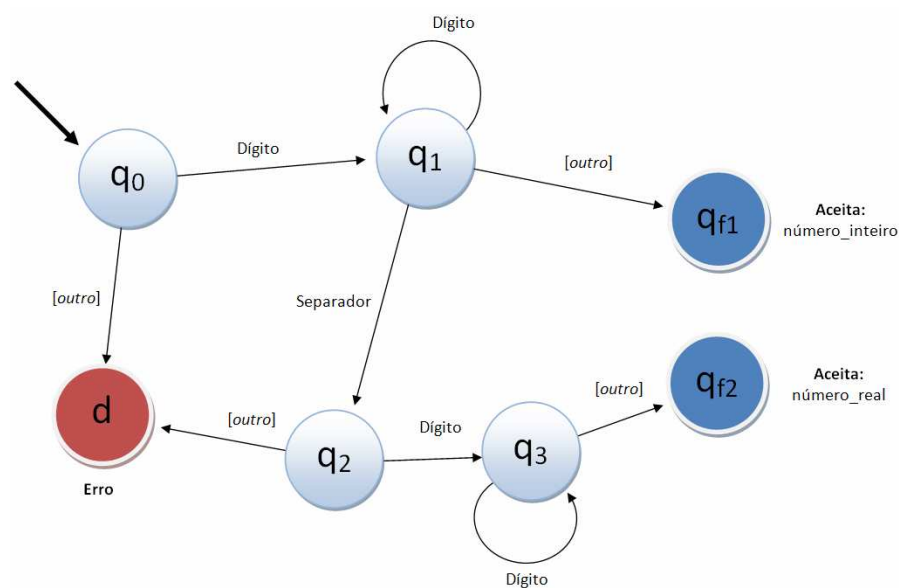 Dígito
q0
Dígito
q1
[outro]
qf1
Aceita:
número_inteiro
[outro]
Separador
d
Erro
[outro]
q2
Dígito
q3
Dígito
[outro]
qf2
Aceita:
número_real